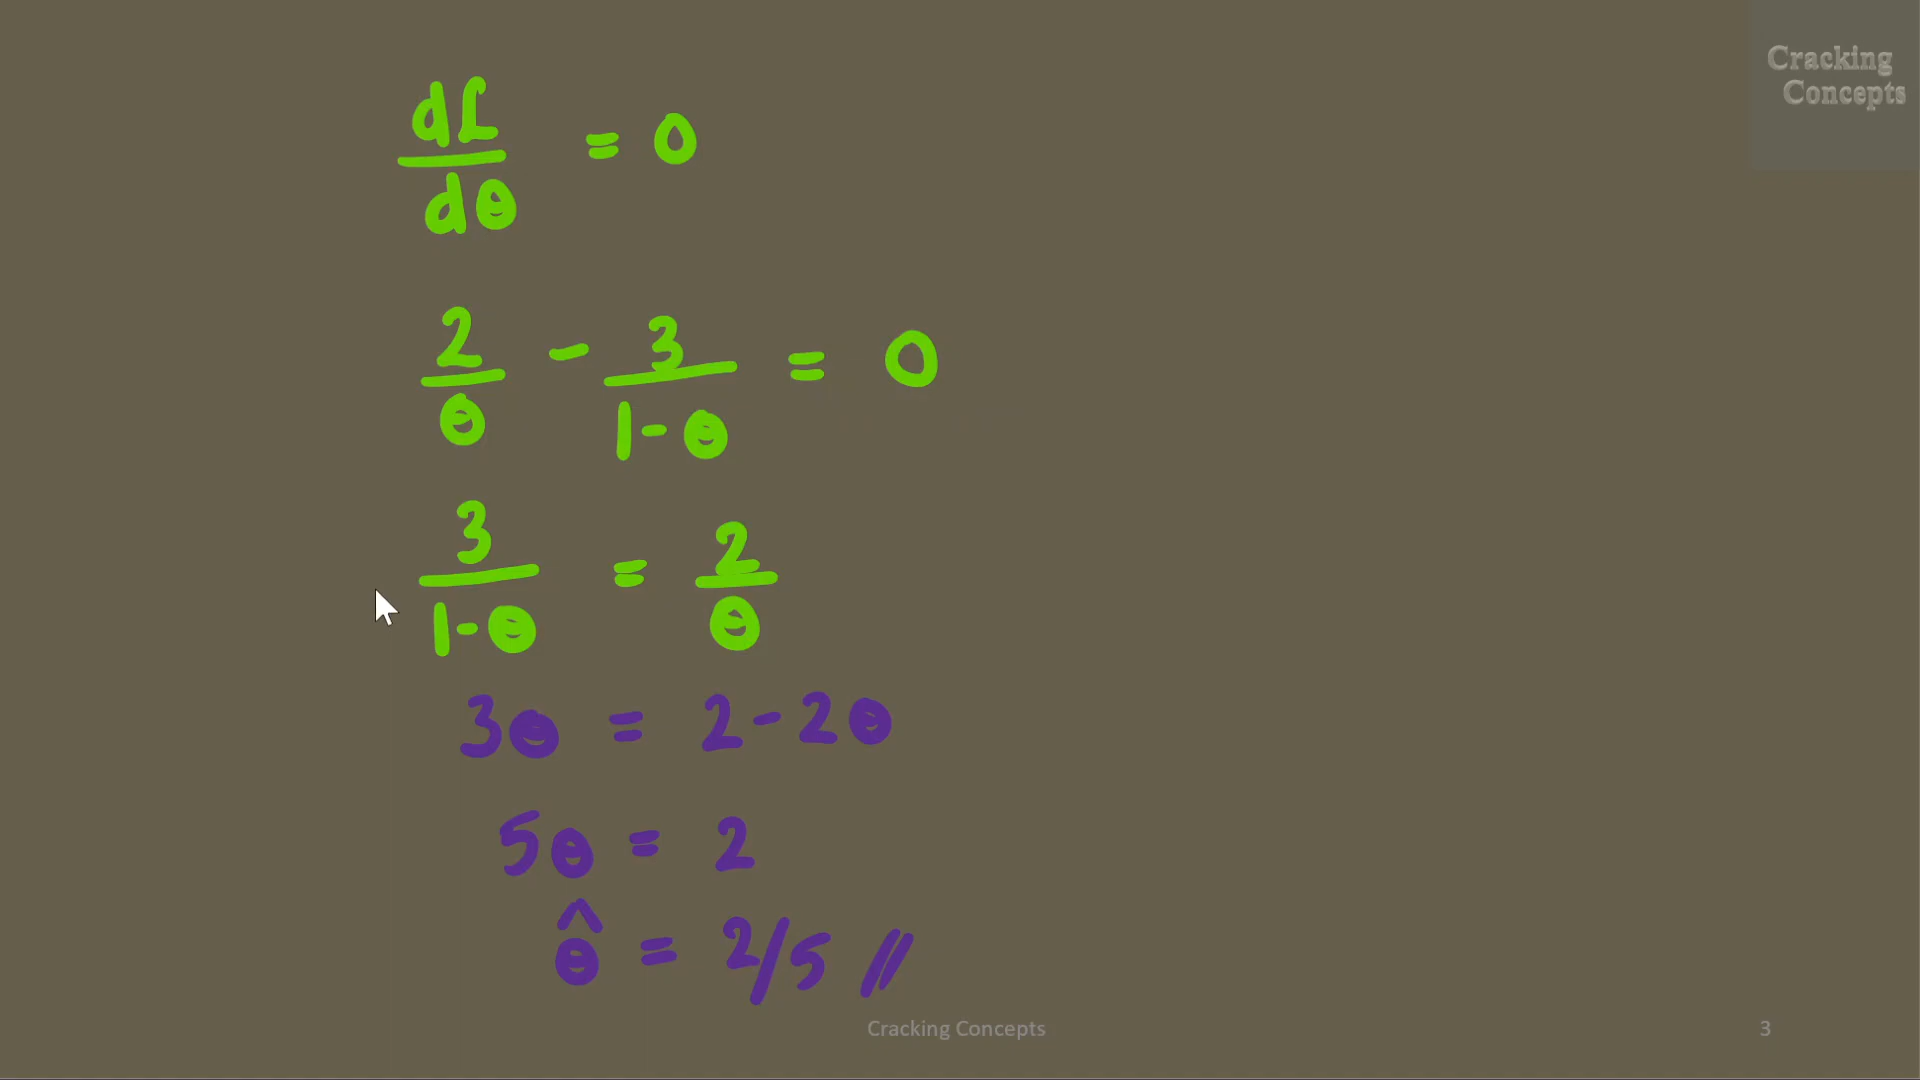 Cracking
Concepts
dL/dθ = 0
2/θ - 3/(1-θ) = 0
3/(1-θ) = 2/θ
3θ = 2-2θ
5θ = 2
θ̂ = 2/5 //
Cracking Concepts
3